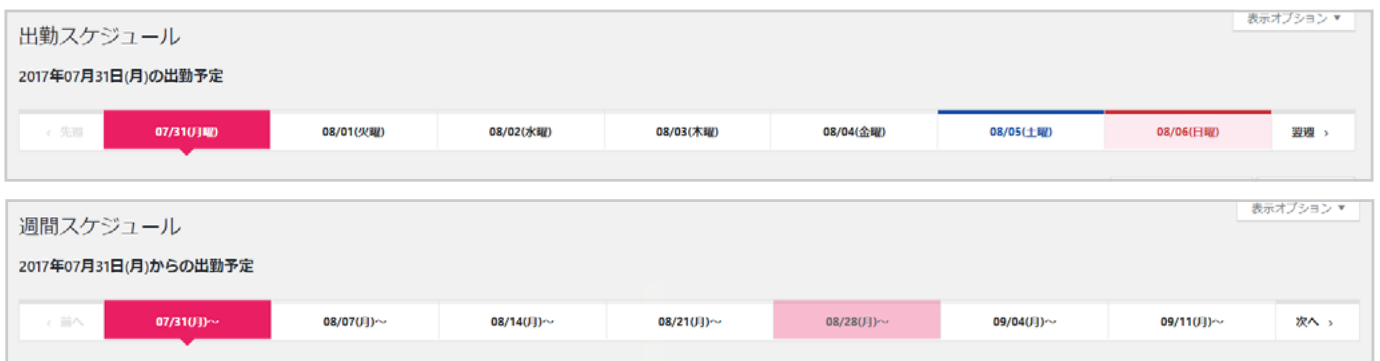 表示オプション ▼
出勤スケジュール
2017年07月31日(月)の出勤予定
‹ 先週 07/31(月曜) 08/01(火曜) 08/02(水曜) 08/03(木曜) 08/04(金曜) 08/05(土曜) 08/06(日曜) 翌週 ›
表示オプション ▼
週間スケジュール
2017年07月31日(月)からの出勤予定
‹ 前へ 07/31(月)～ 08/07(月)～ 08/14(月)～ 08/21(月)～ 08/28(月)～ 09/04(月)～ 09/11(月)～ 次へ ›